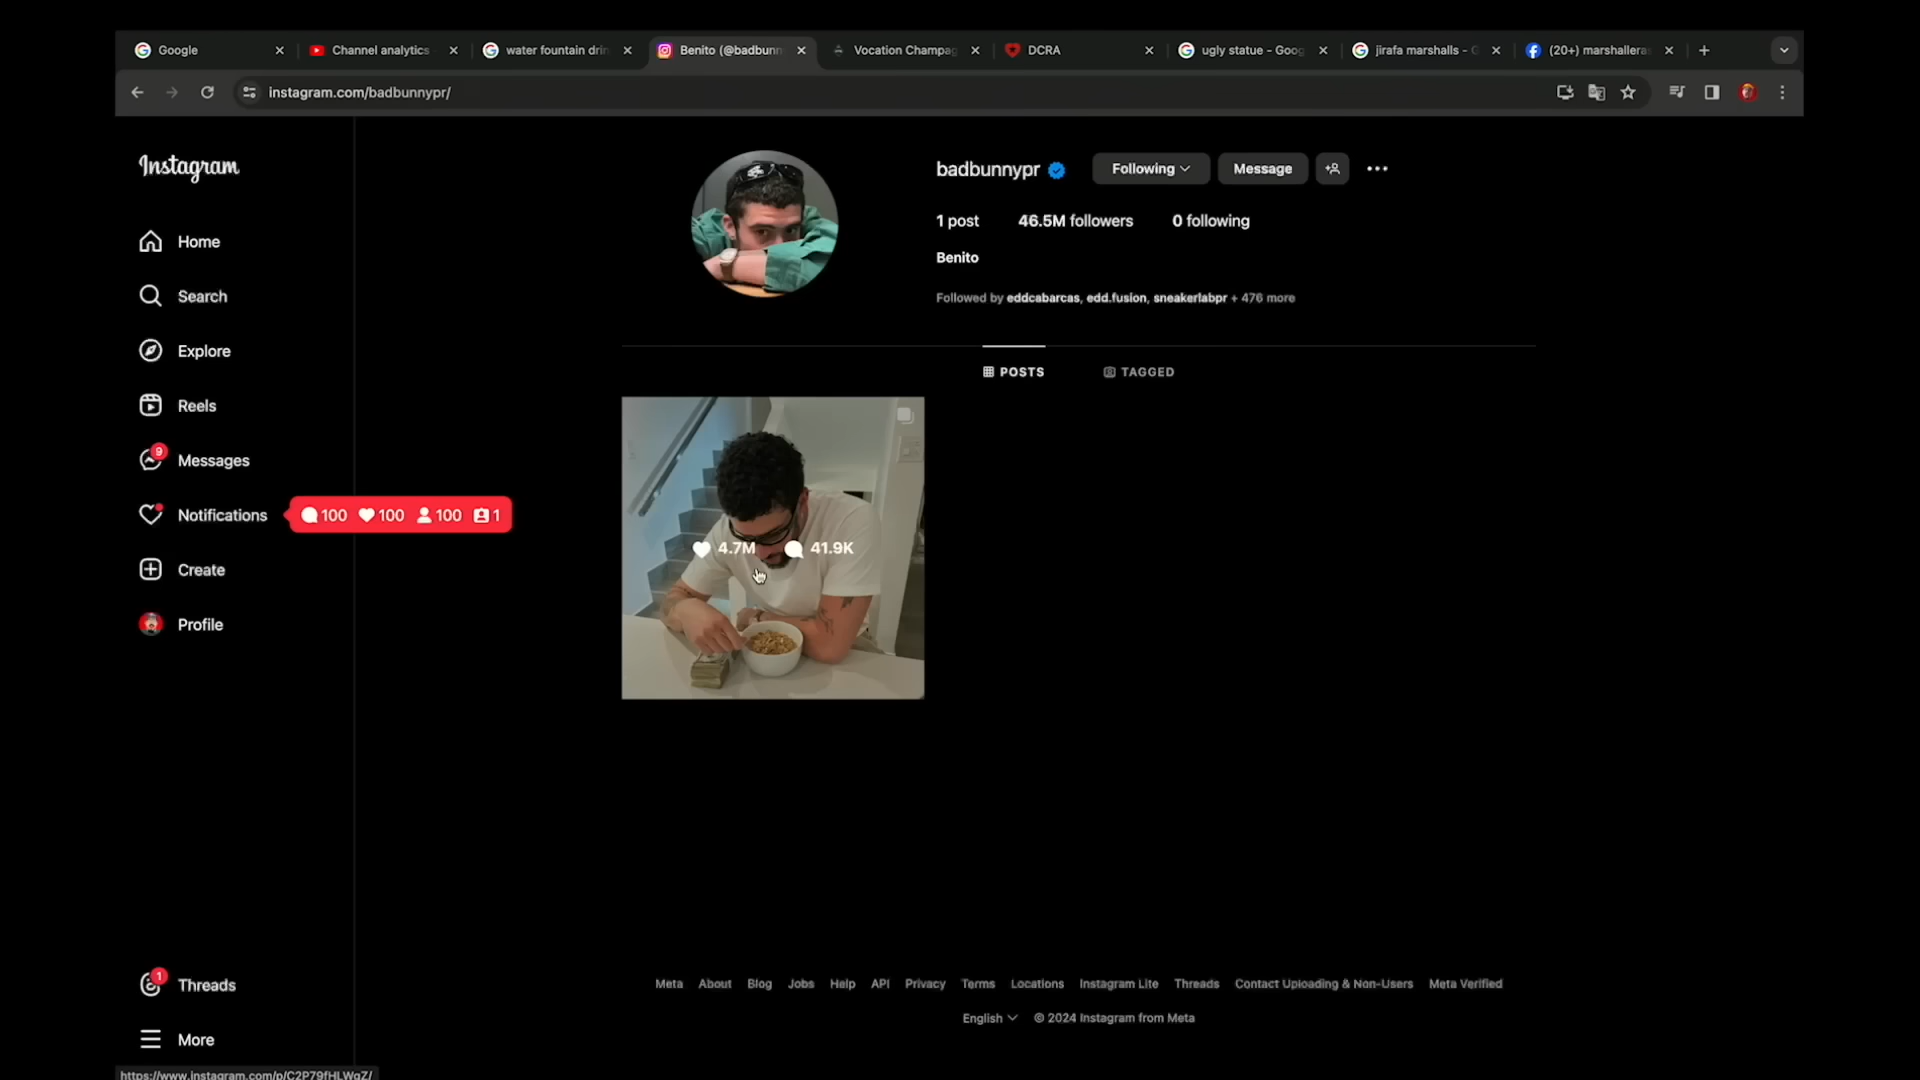 Google
Channel analytics
water fountain drin
Benito (@badbunn
Vocation Champag
DCRA
ugly statue - Goog
jirafa marshalls - G
(20+) marshallera
instagram.com/badbunnypr/
Instagram
Home
Search
Explore
Reels
9
Messages
Notifications
100 100 100 1
Create
Profile
1
Threads
More
badbunnypr
Following
Message
1 post
46.5M followers
0 following
Benito
Followed by eddcabarcas, edd.fusion, sneakerlabpr + 476 more
POSTS
TAGGED
4.7M 41.9K
Meta About Blog Jobs Help API Privacy Terms Locations Instagram Lite Threads Contact Uploading & Non-Users Meta Verified
English © 2024 Instagram from Meta
https://www.instagram.com/p/C2P79fHLWgZ/